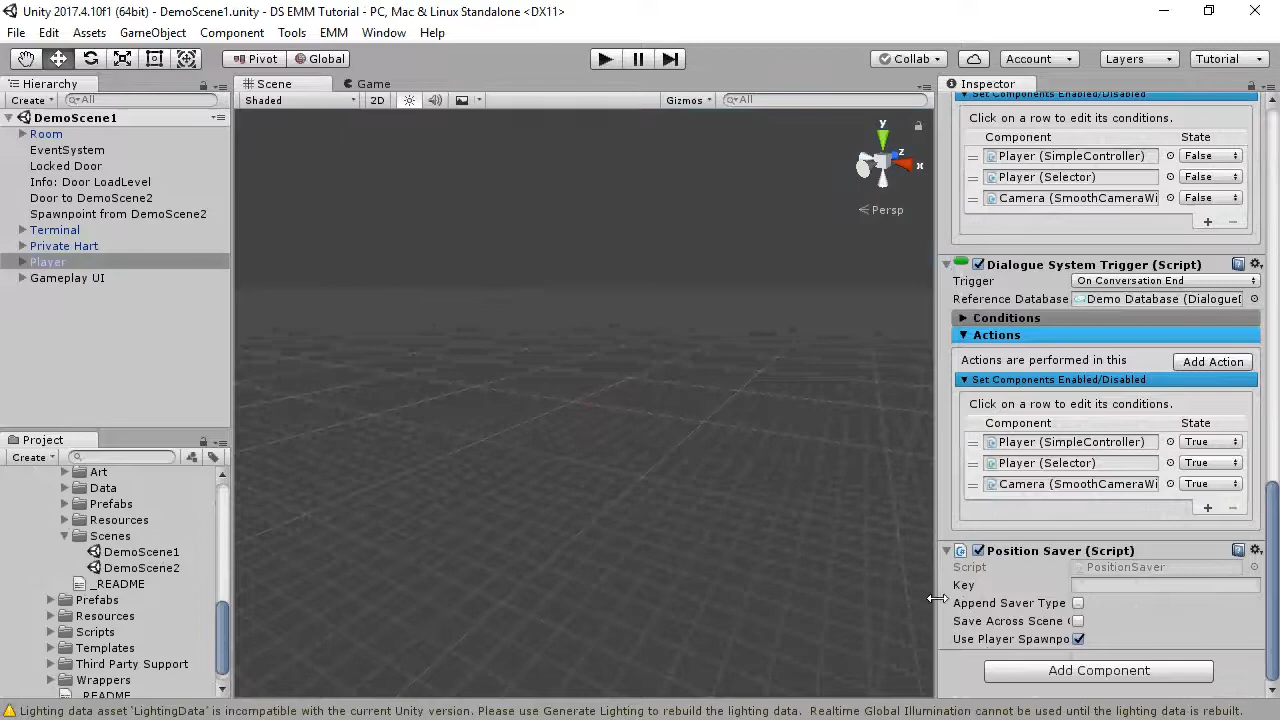 Unity 2017.4.10f1 (64bit) - DemoScene1.unity - DS EMM Tutorial - PC, Mac & Linux Standalone <DX11>
File Edit Assets GameObject Component Tools EMM Window Help
Pivot Global Collab Account Layers Tutorial
Hierarchy
Create All
DemoScene1
Room
EventSystem
Locked Door
Info: Door LoadLevel
Door to DemoScene2
Spawnpoint from DemoScene2
Terminal
Private Hart
Player
Gameplay UI
Project
Create
Art
Data
Prefabs
Resources
Scenes
DemoScene1
DemoScene2
_README
Prefabs
Resources
Scripts
Templates
Third Party Support
Wrappers
README
Scene Game
Shaded 2D Gizmos All
y
z
x
Persp
Inspector
Set Components Enabled/Disabled
Click on a row to edit its conditions.
Component State
Player (SimpleController) False
Player (Selector) False
Camera (SmoothCameraWi False
+ −
Dialogue System Trigger (Script)
Trigger On Conversation End
Reference Database Demo Database (Dialogue
Conditions
Actions
Actions are performed in this Add Action
Set Components Enabled/Disabled
Click on a row to edit its conditions.
Component State
Player (SimpleController) True
Player (Selector) True
Camera (SmoothCameraWi True
+ −
Position Saver (Script)
Script PositionSaver
Key
Append Saver Type
Save Across Scene
Use Player Spawnpo
Add Component
Lighting data asset 'LightingData' is incompatible with the current Unity version. Please use Generate Lighting to rebuild the lighting data. Realtime Global Illumination cannot be used until the lighting data is rebuilt.